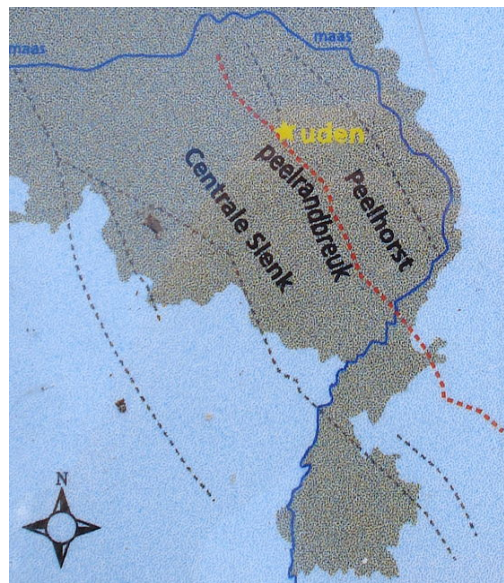 maas
maas
uden
Centrale Slenk
peelrandbreuk
Peelhorst
N